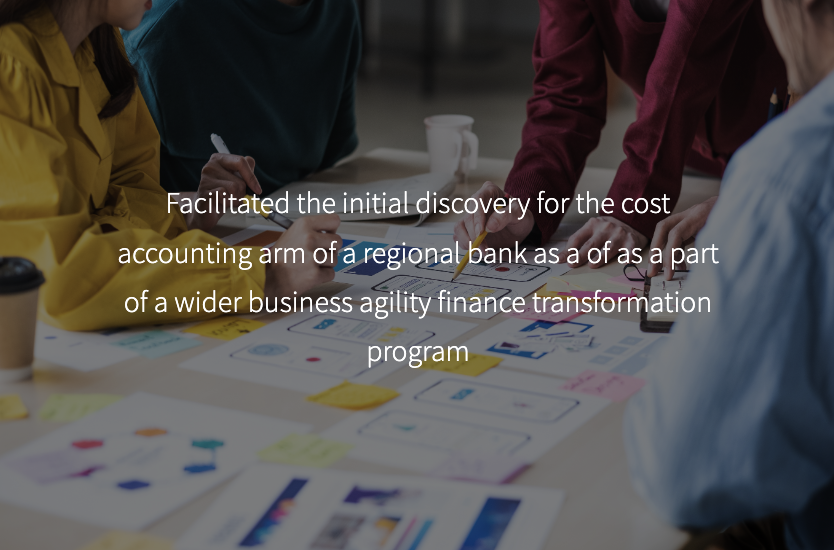 Facilitated the initial discovery for the cost
accounting arm of a regional bank as a of as a part
of a wider business agility finance transformation
program